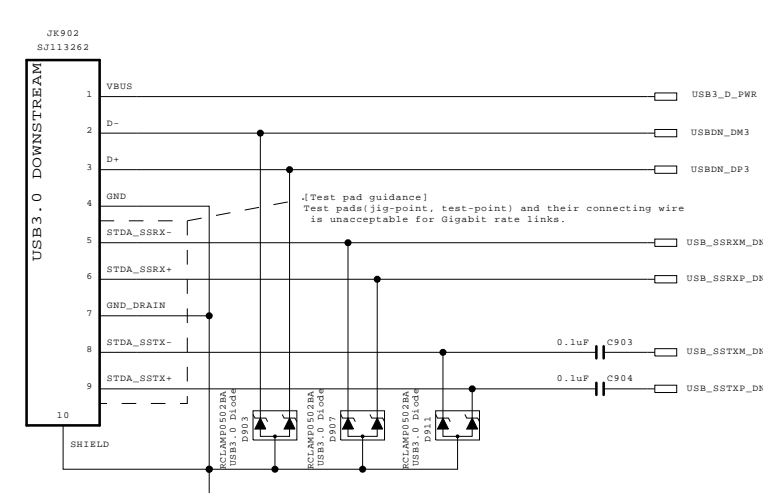 JK902
SJ113262
USB3.0 DOWNSTREAM
1 VBUS USB3_D_PWR
2 D- USBDN_DM3
3 D+ USBDN_DP3
4 GND
[Test pad guidance]
Test pads(jig-point, test-point) and their connecting wire
is unacceptable for Gigabit rate links.
5 STDA_SSRX- USB_SSRXM_DN
6 STDA_SSRX+ USB_SSRXP_DN
7 GND_DRAIN
8 STDA_SSTX- 0.1uF C903 USB_SSTXM_DN
9 STDA_SSTX+ 0.1uF C904 USB_SSTXP_DN
10
SHIELD
RCLAMP0502BA
USB3.0 Diode
D903
RCLAMP0502BA
USB3.0 Diode
D907
RCLAMP0502BA
USB3.0 Diode
D911